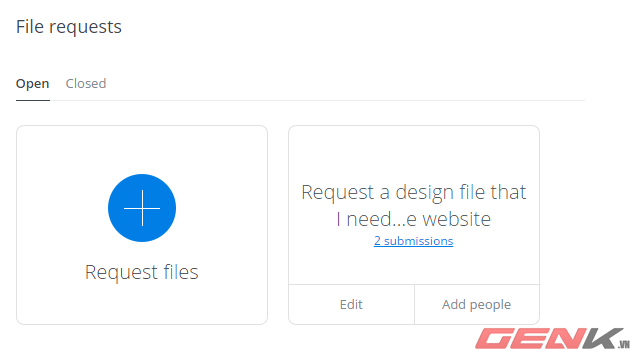 File requests
Open Closed
Request files
Request a design file that
I need...e website
2 submissions
Edit Add people
GENK.VN